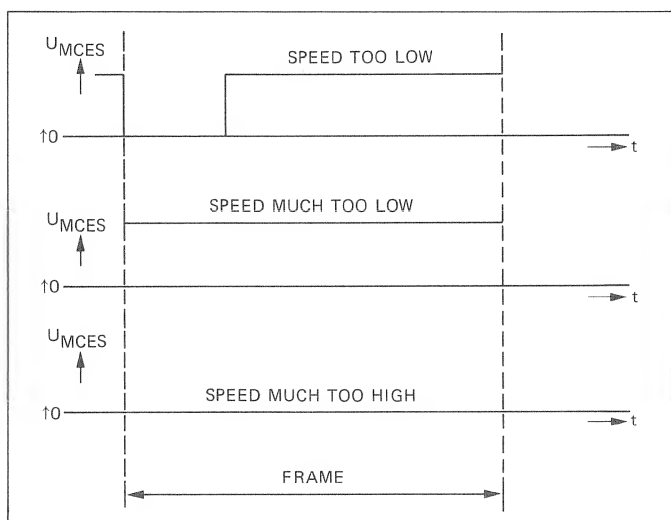 U_MCES
SPEED TOO LOW
↑0
t
SPEED MUCH TOO LOW
U_MCES
↑0
t
U_MCES
SPEED MUCH TOO HIGH
↑0
t
FRAME